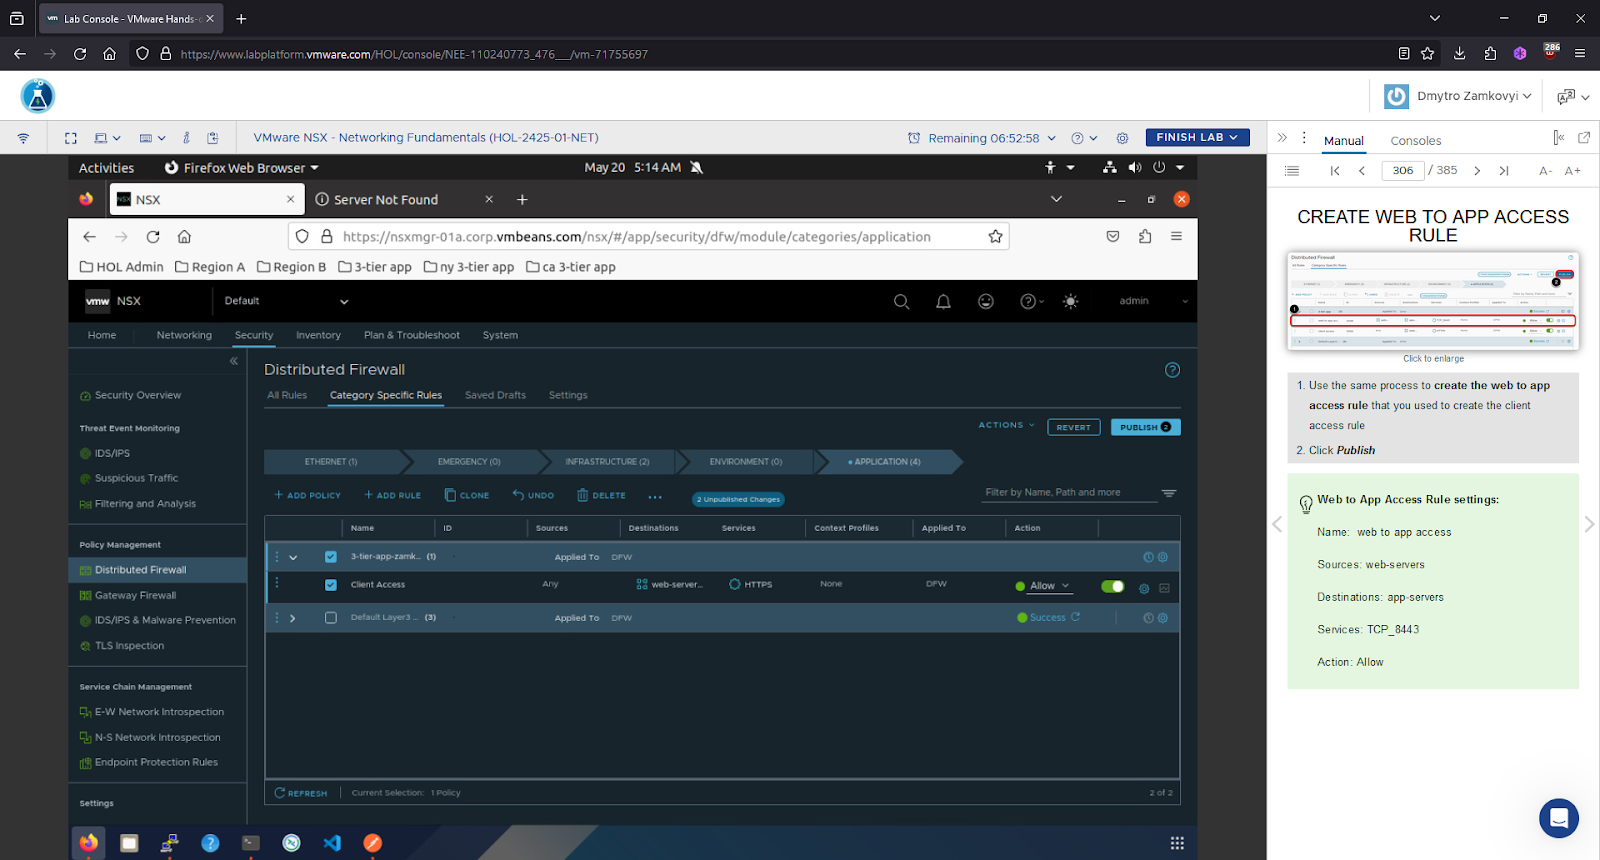 vm Lab Console - VMware Hands-o
https://www.labplatform.vmware.com/HOL/console/NEE-110240773_476___/vm-71755697
286
Dmytro Zamkovyi
VMware NSX - Networking Fundamentals (HOL-2425-01-NET)
Remaining 06:52:58
FINISH LAB
Manual
Consoles
306 / 385
A-
A+
Activities
Firefox Web Browser
May 20 5:14 AM
NSX
Server Not Found
https://nsxmgr-01a.corp.vmbeans.com/nsx/#/app/security/dfw/module/categories/application
HOL Admin
Region A
Region B
3-tier app
ny 3-tier app
ca 3-tier app
vmw NSX
Default
admin
Home
Networking
Security
Inventory
Plan & Troubleshoot
System
Security Overview
Threat Event Monitoring
IDS/IPS
Suspicious Traffic
Filtering and Analysis
Policy Management
Distributed Firewall
Gateway Firewall
IDS/IPS & Malware Prevention
TLS Inspection
Service Chain Management
E-W Network Introspection
N-S Network Introspection
Endpoint Protection Rules
Settings
Distributed Firewall
All Rules
Category Specific Rules
Saved Drafts
Settings
ACTIONS
REVERT
PUBLISH 2
ETHERNET (1)
EMERGENCY (0)
INFRASTRUCTURE (2)
ENVIRONMENT (0)
APPLICATION (4)
+ ADD POLICY
+ ADD RULE
CLONE
UNDO
DELETE
...
2 Unpublished Changes
Filter by Name, Path and more
Name
ID
Sources
Destinations
Services
Context Profiles
Applied To
Action
3-tier-app-zamk... (1)
Applied To DFW
Client Access
Any
web-server...
HTTPS
None
DFW
Allow
Default Layer3 ... (3)
Applied To DFW
Success
REFRESH
Current Selection: 1 Policy
2 of 2
CREATE WEB TO APP ACCESS
RULE
Distributed Firewall
Click to enlarge
1. Use the same process to create the web to app
access rule that you used to create the client
access rule
2. Click Publish
Web to App Access Rule settings:
Name: web to app access
Sources: web-servers
Destinations: app-servers
Services: TCP_8443
Action: Allow